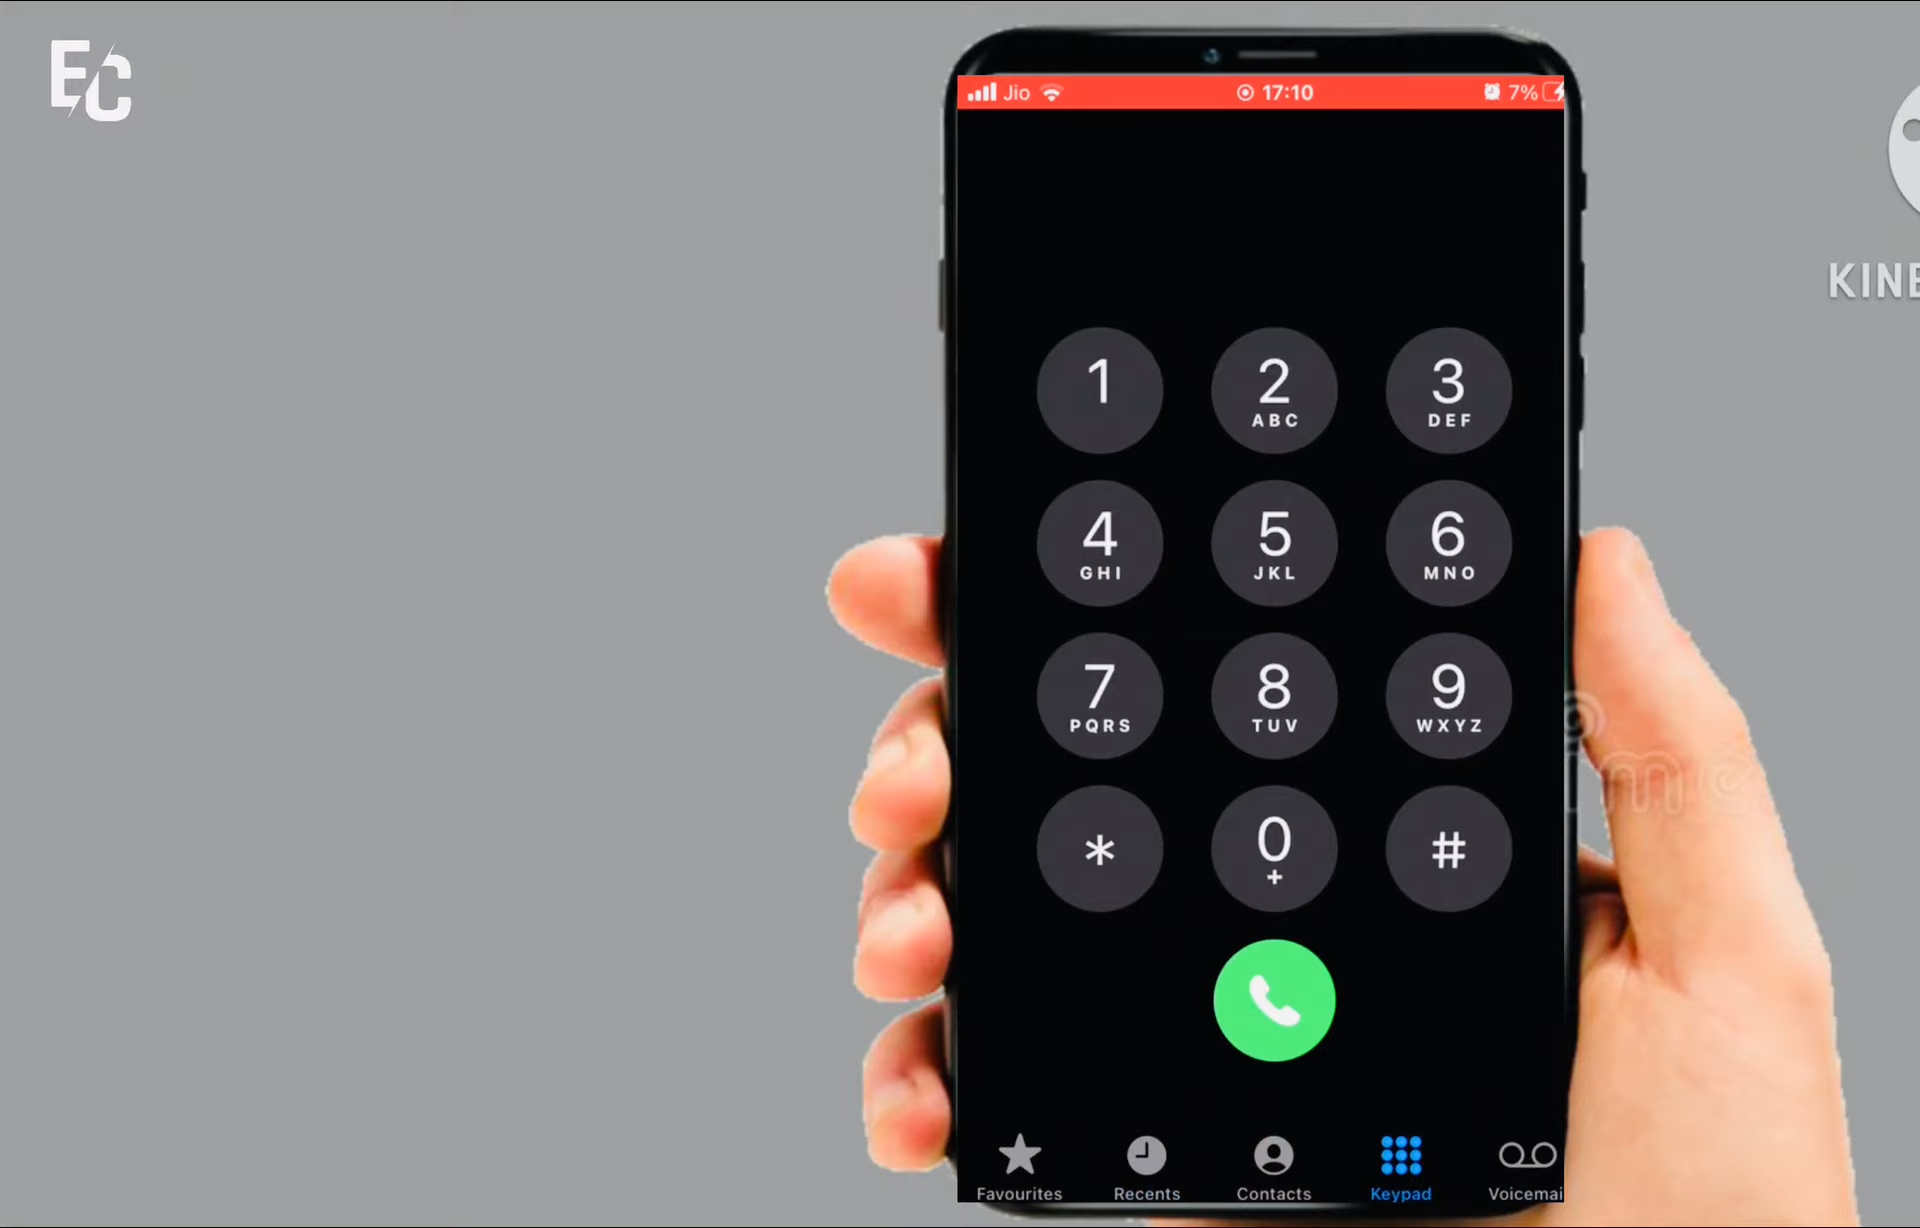 EC
Jio 17:10 7%
KINE
1 2 3
ABC DEF
4 5 6
GHI JKL MNO
7 8 9
PQRS TUV WXYZ
* 0 #
+
Favourites Recents Contacts Keypad Voicemai